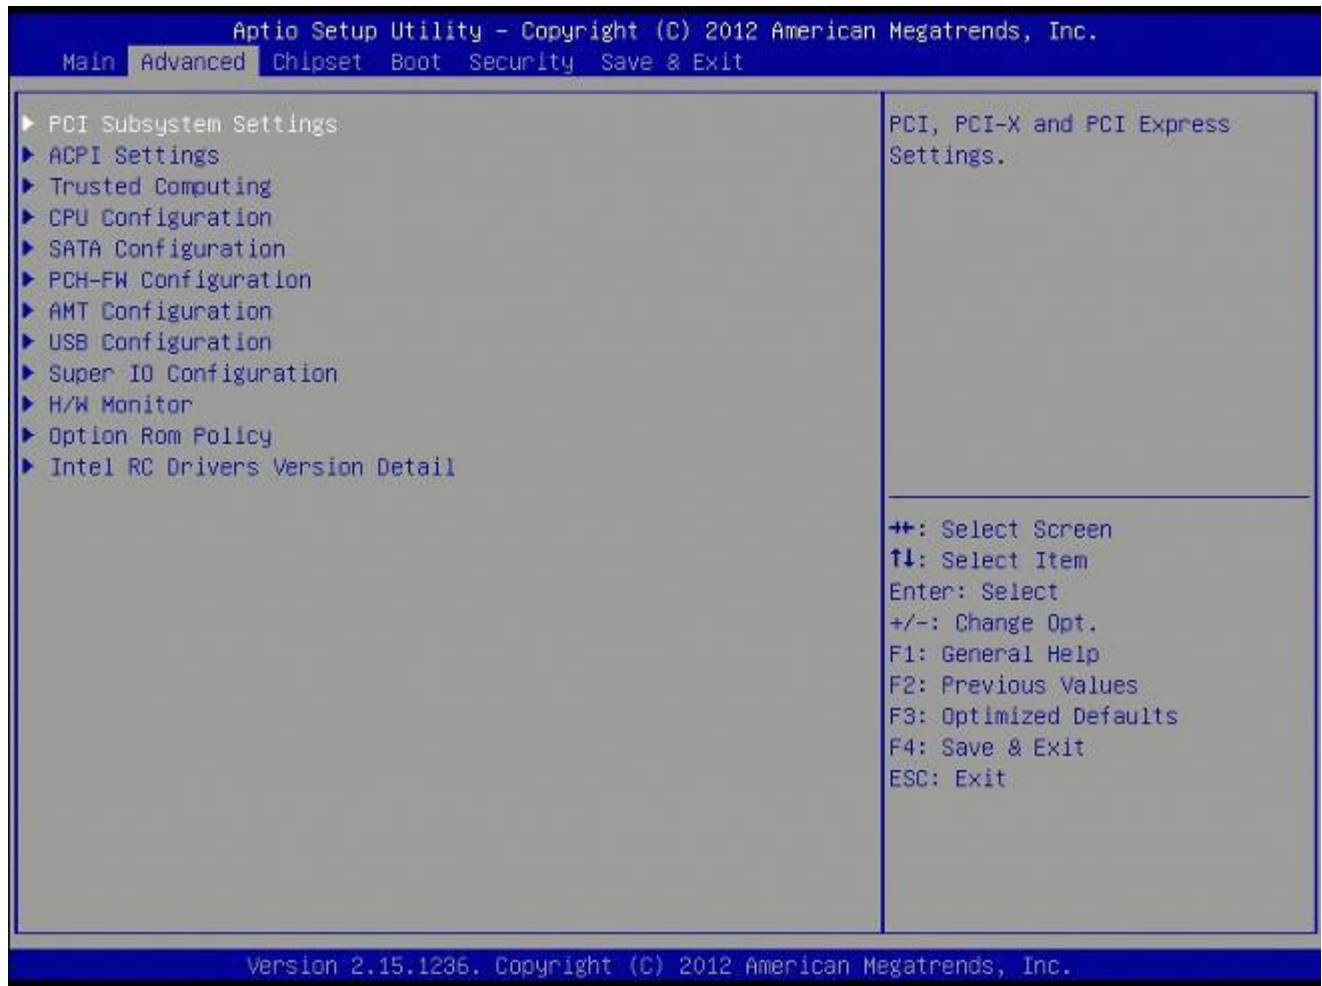 Aptio Setup Utility – Copyright (C) 2012 American Megatrends, Inc.
Main Advanced Chipset Boot Security Save & Exit
▶ PCI Subsystem Settings
▶ ACPI Settings
▶ Trusted Computing
▶ CPU Configuration
▶ SATA Configuration
▶ PCH-FW Configuration
▶ AMT Configuration
▶ USB Configuration
▶ Super IO Configuration
▶ H/W Monitor
▶ Option Rom Policy
▶ Intel RC Drivers Version Detail
PCI, PCI-X and PCI Express
Settings.
→←: Select Screen
↑↓: Select Item
Enter: Select
+/-: Change Opt.
F1: General Help
F2: Previous Values
F3: Optimized Defaults
F4: Save & Exit
ESC: Exit
Version 2.15.1236. Copyright (C) 2012 American Megatrends, Inc.